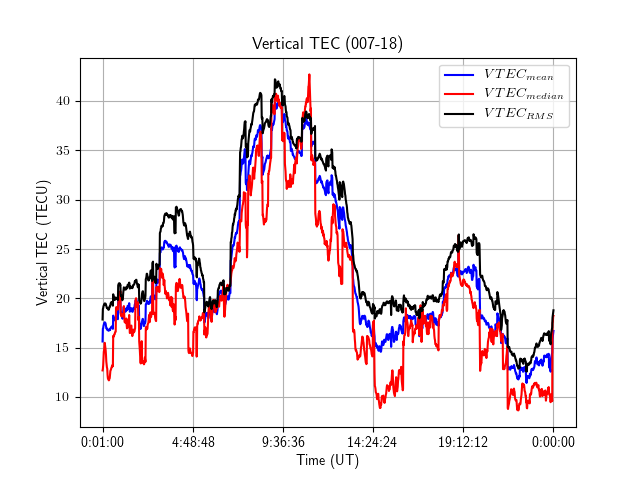 Vertical TEC (007-18)
VTEC_mean
VTEC_median
VTEC_RMS
Vertical TEC (TECU)
40
35
30
25
20
15
10
0:01:00 4:48:48 9:36:36 14:24:24 19:12:12 0:00:00
Time (UT)